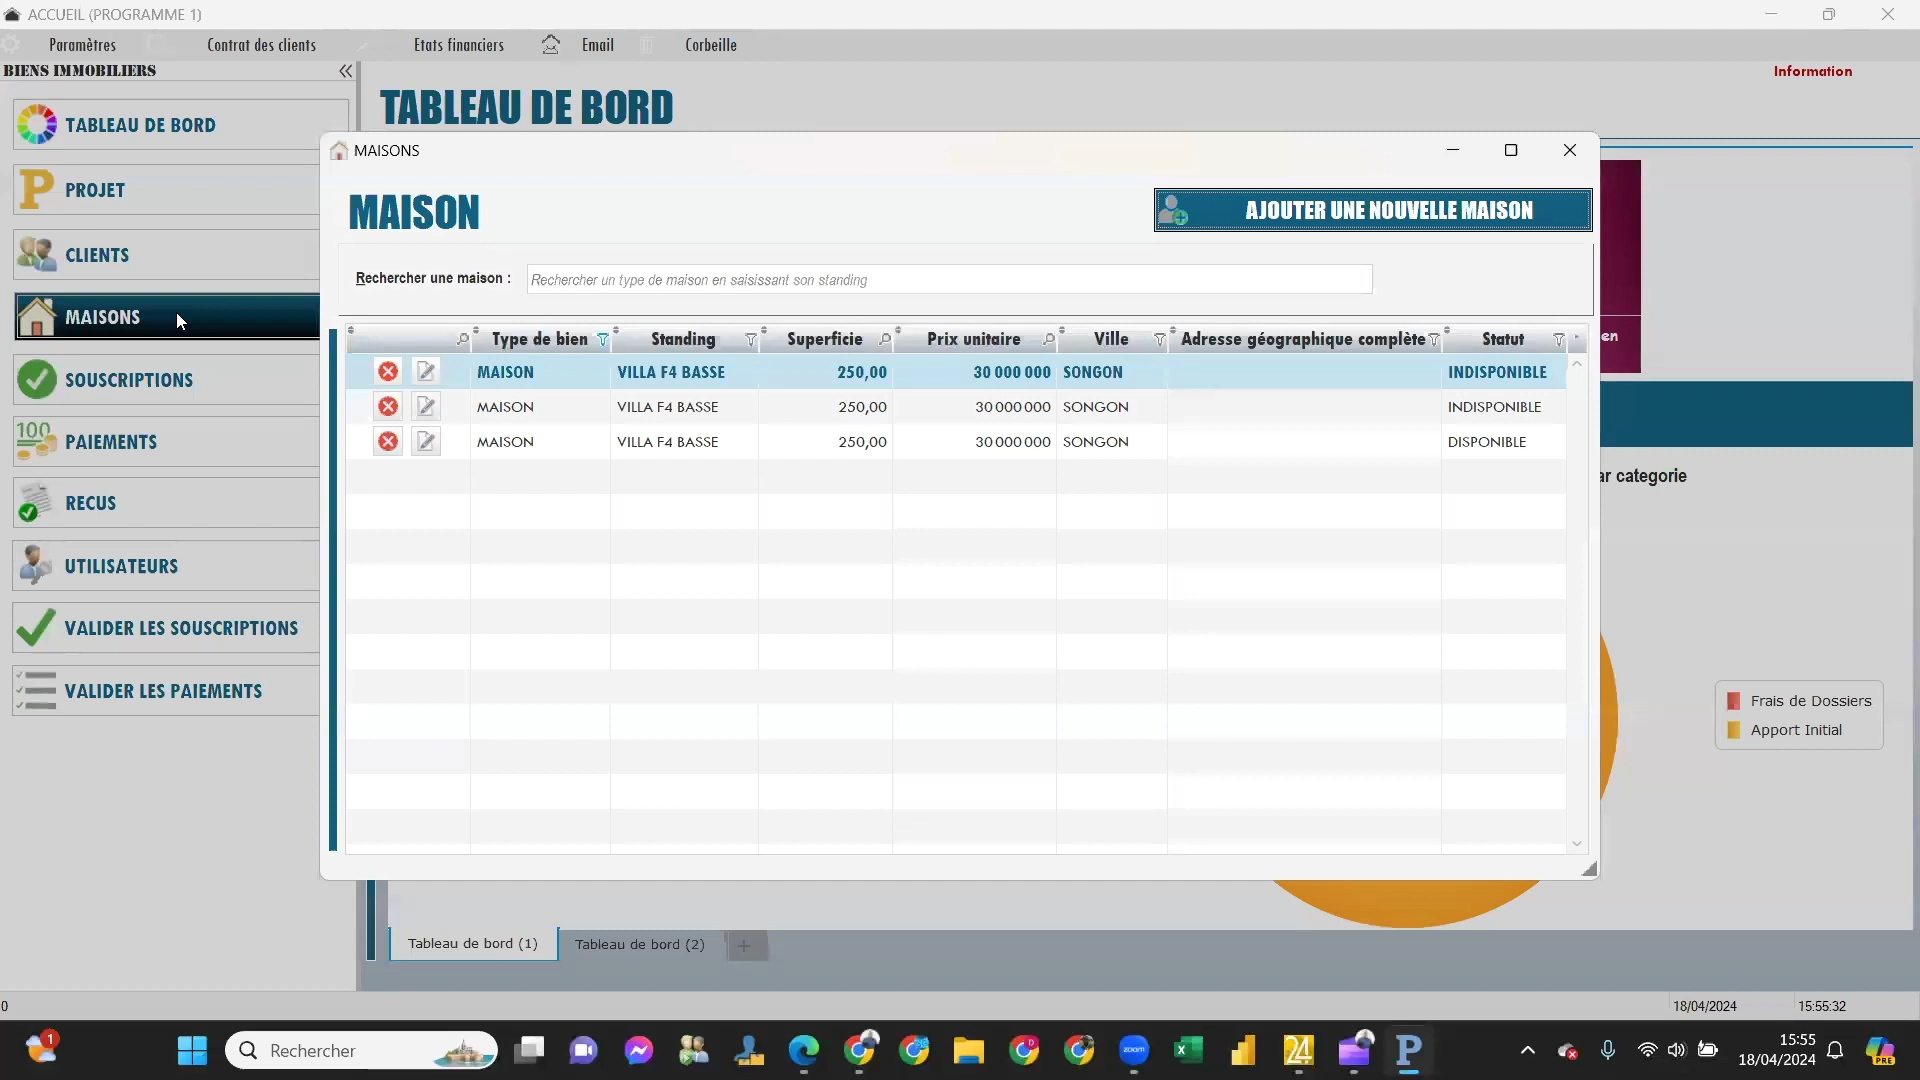 ACCUEIL (PROGRAMME 1)
Paramètres Contrat des clients Etats financiers Email Corbeille
BIENS IMMOBILIERS
Information
TABLEAU DE BORD
TABLEAU DE BORD
PROJET
CLIENTS
MAISONS
SOUSCRIPTIONS
100
PAIEMENTS
RECUS
UTILISATEURS
VALIDER LES SOUSCRIPTIONS
VALIDER LES PAIEMENTS
MAISONS
MAISON
AJOUTER UNE NOUVELLE MAISON
Rechercher une maison :
Rechercher un type de maison en saisissant son standing
Type de bien Standing Superficie Prix unitaire Ville Adresse géographique complète Statut
MAISON VILLA F4 BASSE 250,00 30 000 000 SONGON INDISPONIBLE
MAISON VILLA F4 BASSE 250,00 30 000 000 SONGON INDISPONIBLE
MAISON VILLA F4 BASSE 250,00 30 000 000 SONGON DISPONIBLE
en
ar categorie
Frais de Dossiers
Apport Initial
Tableau de bord (1) Tableau de bord (2) +
0
18/04/2024 15:55:32
1
Rechercher
zoom
24
P
15:55
18/04/2024
PRE